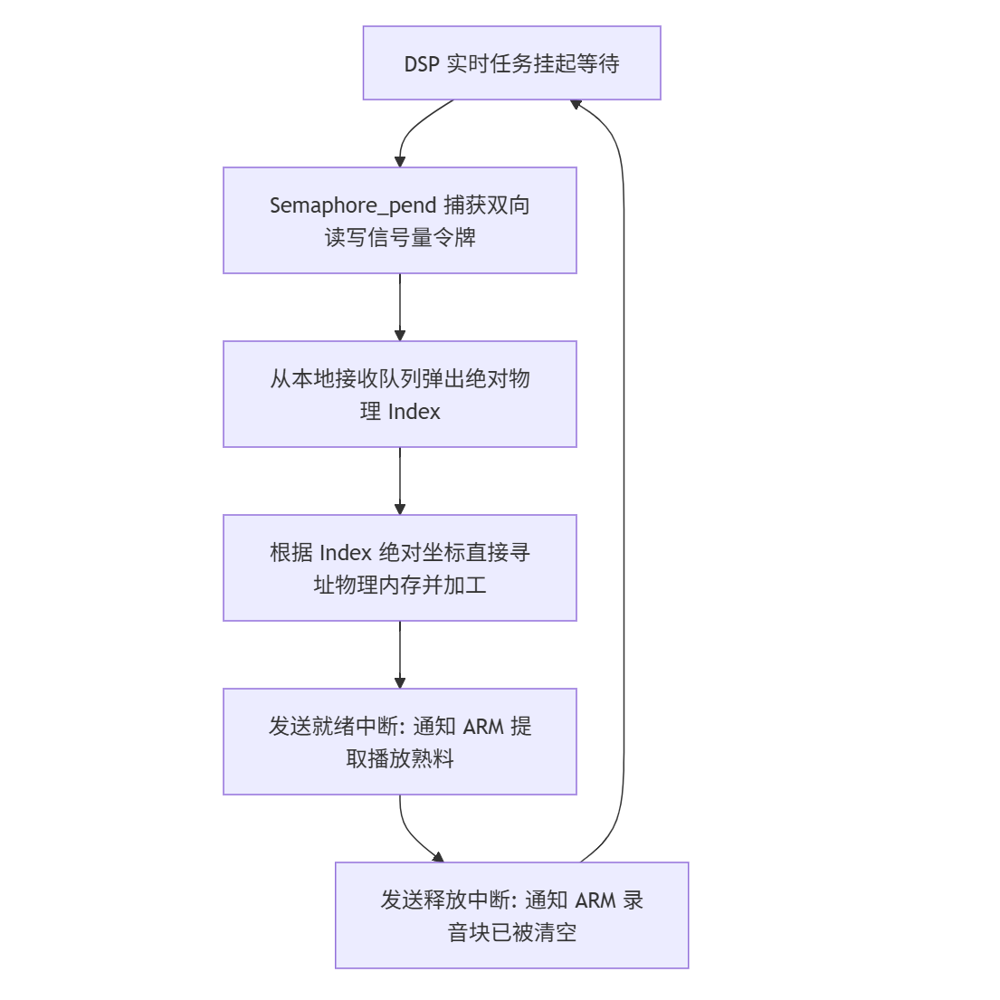 DSP 实时任务挂起等待
Semaphore_pend 捕获双向
读写信号量令牌
从本地接收队列弹出绝对物
理 Index
根据 Index 绝对坐标直接寻
址物理内存并加工
发送就绪中断: 通知 ARM 提
取播放熟料
发送释放中断: 通知 ARM 录
音块已被清空